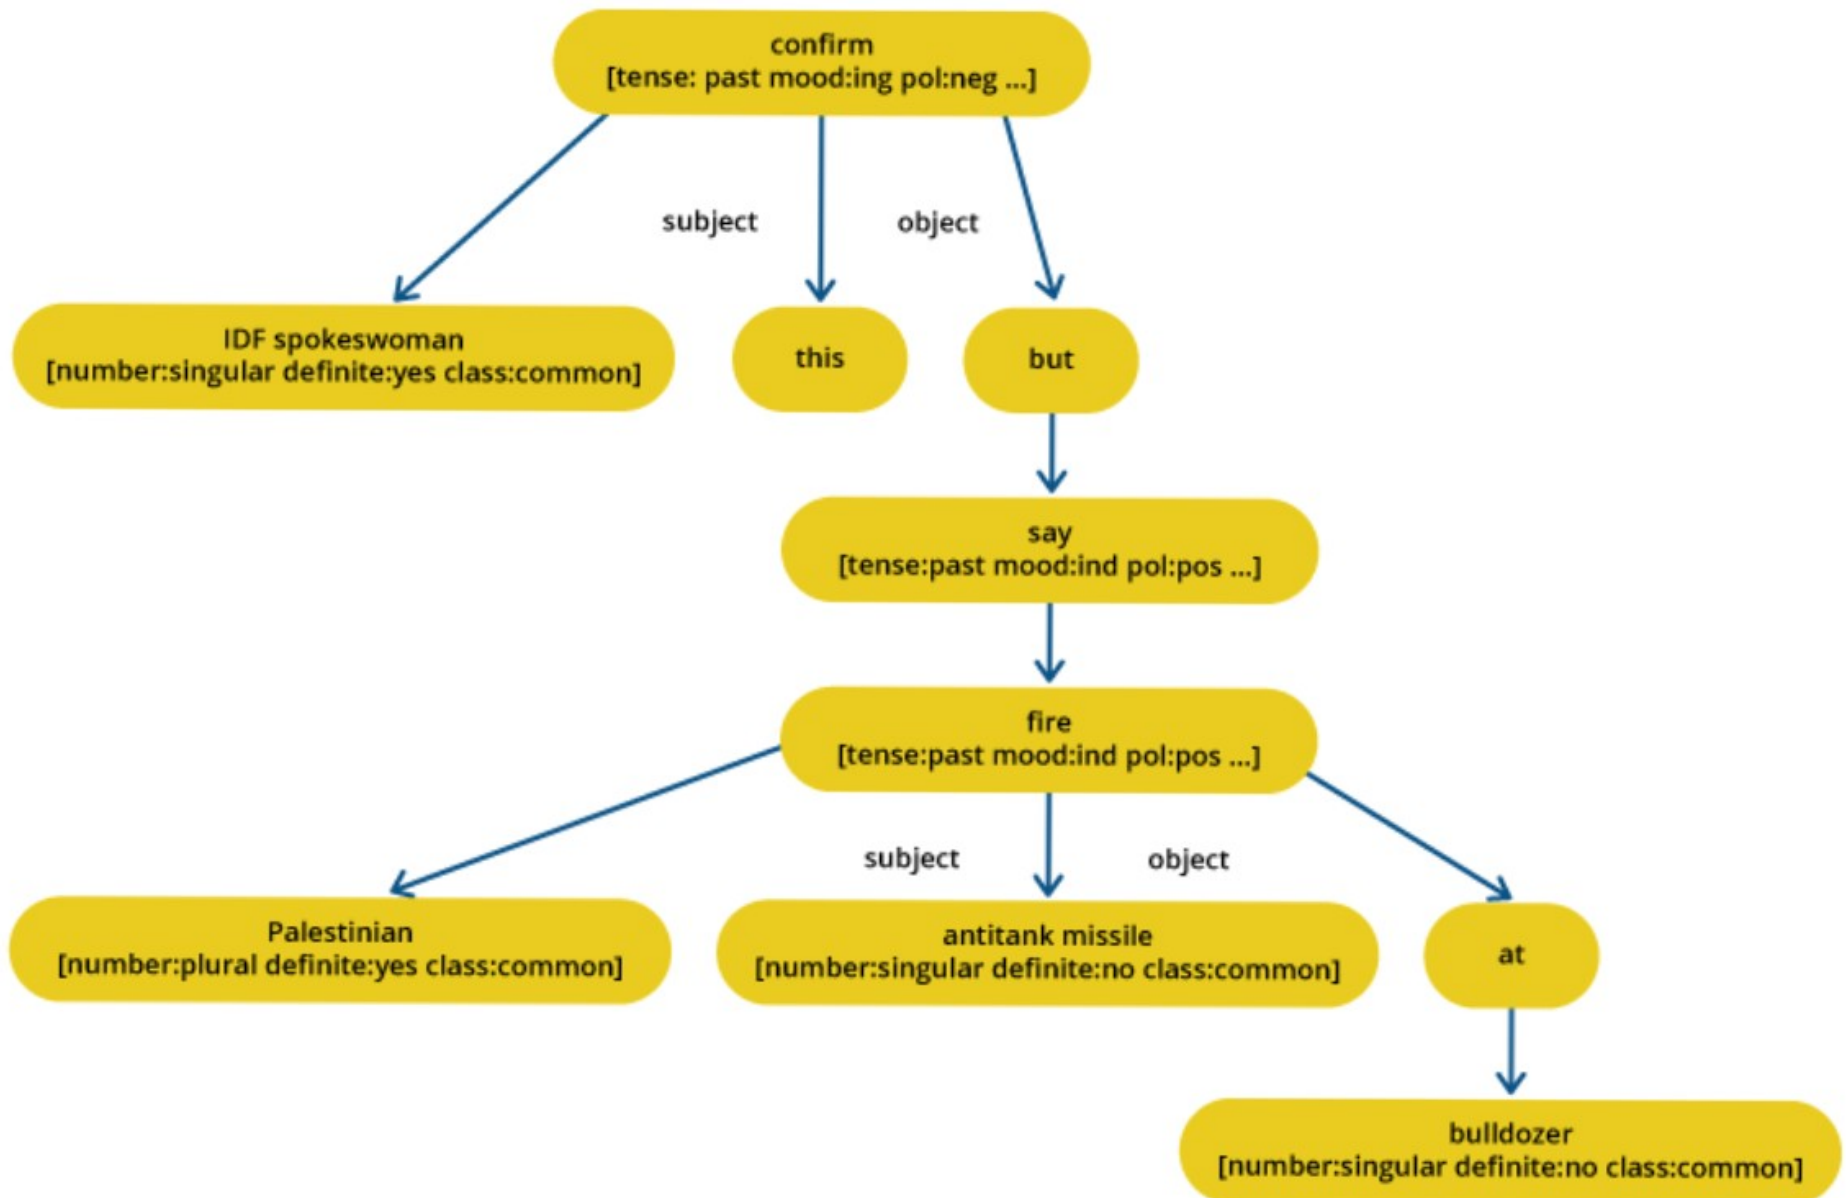 confirm
[tense: past mood:ing pol:neg ...]
subject
object
IDF spokeswoman
[number:singular definite:yes class:common]
this
but
say
[tense:past mood:ind pol:pos ...]
fire
[tense:past mood:ind pol:pos ...]
subject
object
Palestinian
[number:plural definite:yes class:common]
antitank missile
[number:singular definite:no class:common]
at
bulldozer
[number:singular definite:no class:common]